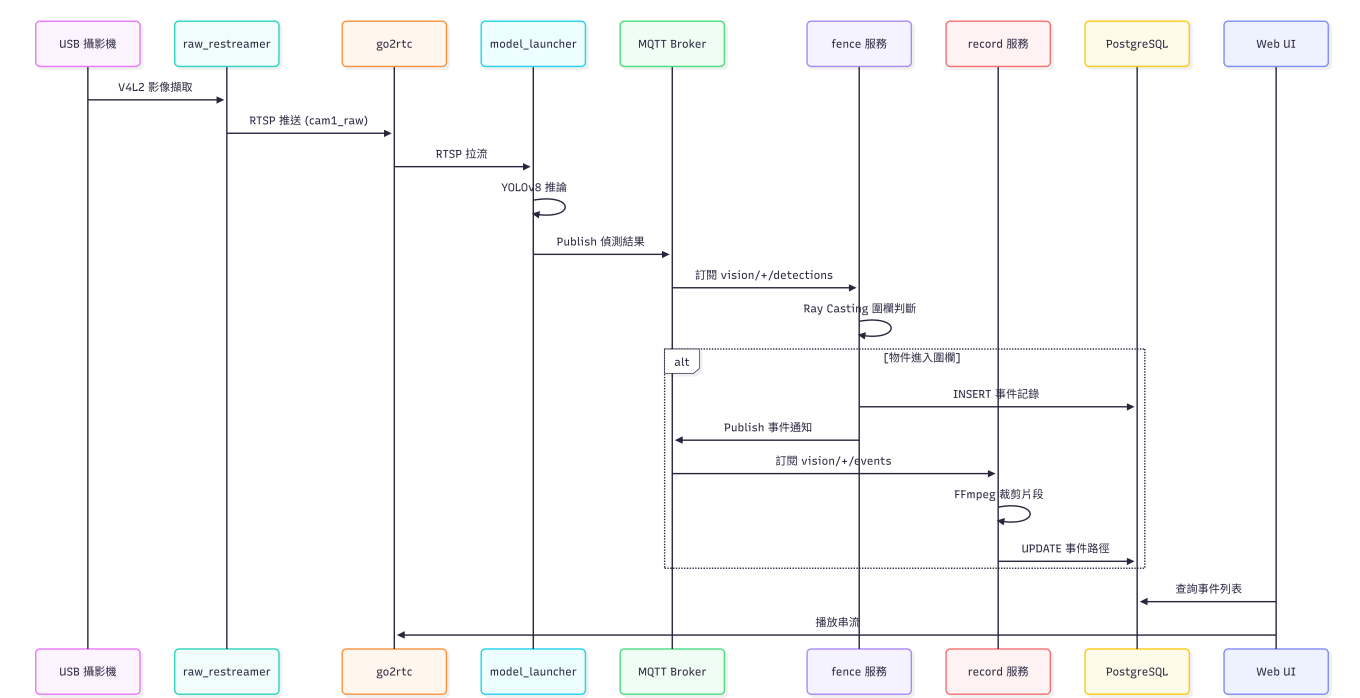 USB 攝影機
raw_restreamer
go2rtc
model_launcher
MQTT Broker
fence 服務
record 服務
PostgreSQL
Web UI
V4L2 影像擷取
RTSP 推送 (cam1_raw)
RTSP 拉流
YOLOv8 推論
Publish 偵測結果
訂閱 vision/+/detections
Ray Casting 圍欄判斷
alt
[物件進入圍欄]
INSERT 事件記錄
Publish 事件通知
訂閱 vision/+/events
FFmpeg 裁剪片段
UPDATE 事件路徑
查詢事件列表
播放串流
USB 攝影機
raw_restreamer
go2rtc
model_launcher
MQTT Broker
fence 服務
record 服務
PostgreSQL
Web UI